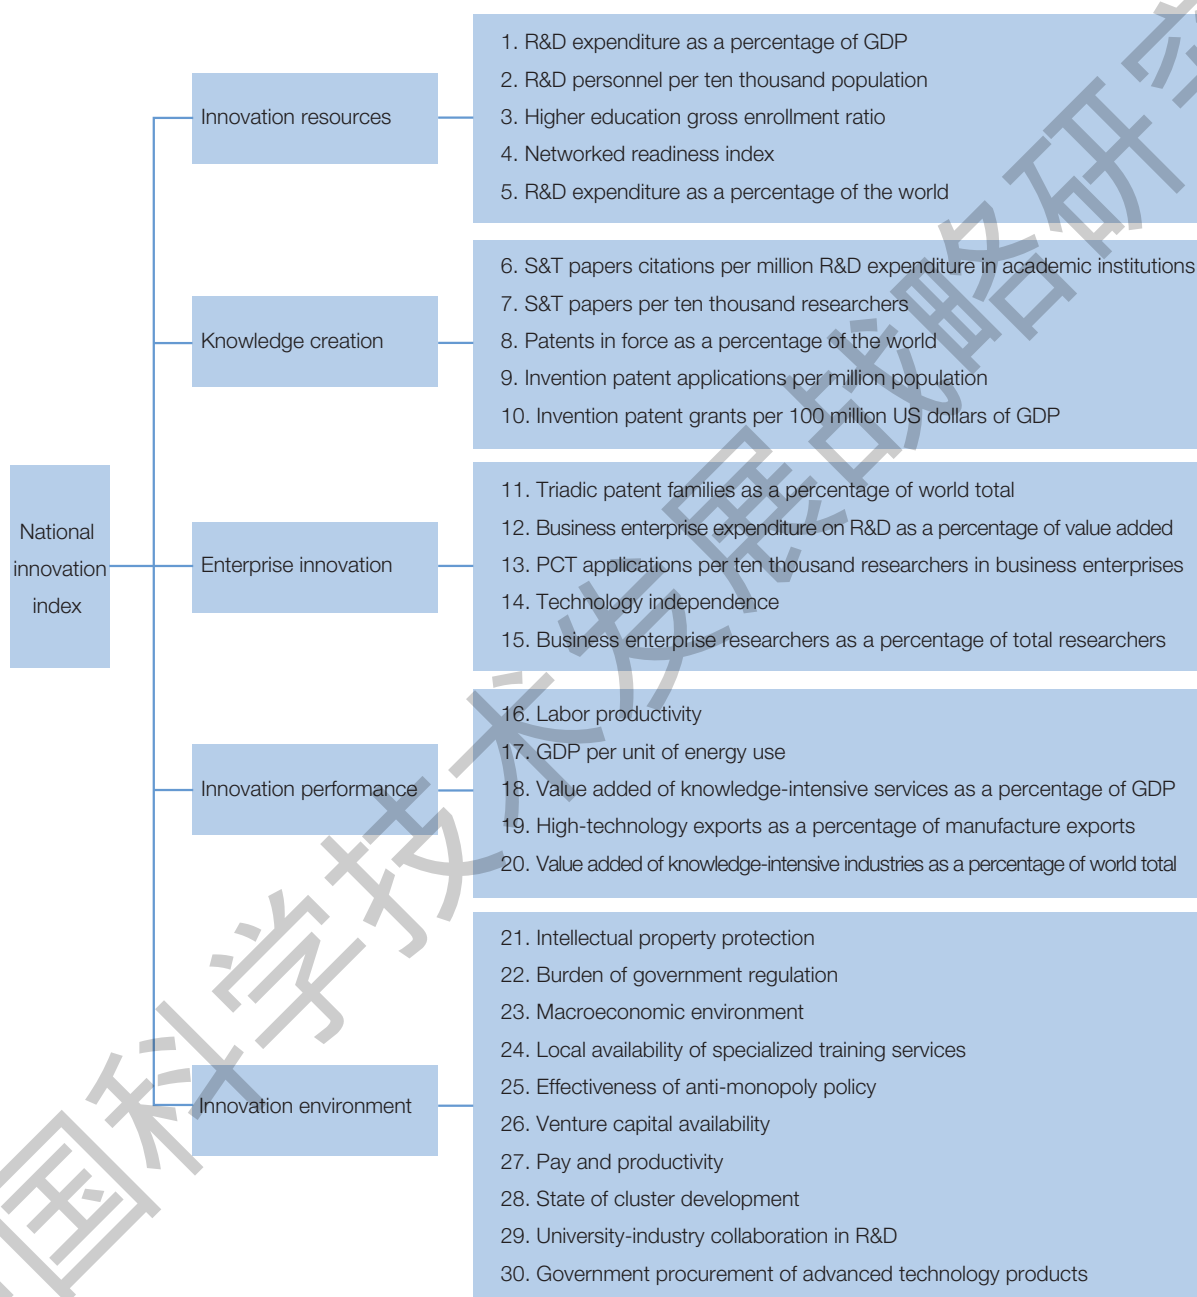 National
innovation
index
Innovation resources
1. R&D expenditure as a percentage of GDP
2. R&D personnel per ten thousand population
3. Higher education gross enrollment ratio
4. Networked readiness index
5. R&D expenditure as a percentage of the world
Knowledge creation
6. S&T papers citations per million R&D expenditure in academic institutions
7. S&T papers per ten thousand researchers
8. Patents in force as a percentage of the world
9. Invention patent applications per million population
10. Invention patent grants per 100 million US dollars of GDP
Enterprise innovation
11. Triadic patent families as a percentage of world total
12. Business enterprise expenditure on R&D as a percentage of value added
13. PCT applications per ten thousand researchers in business enterprises
14. Technology independence
15. Business enterprise researchers as a percentage of total researchers
Innovation performance
16. Labor productivity
17. GDP per unit of energy use
18. Value added of knowledge-intensive services as a percentage of GDP
19. High-technology exports as a percentage of manufacture exports
20. Value added of knowledge-intensive industries as a percentage of world total
Innovation environment
21. Intellectual property protection
22. Burden of government regulation
23. Macroeconomic environment
24. Local availability of specialized training services
25. Effectiveness of anti-monopoly policy
26. Venture capital availability
27. Pay and productivity
28. State of cluster development
29. University-industry collaboration in R&D
30. Government procurement of advanced technology products
国科学技术发展战略研究